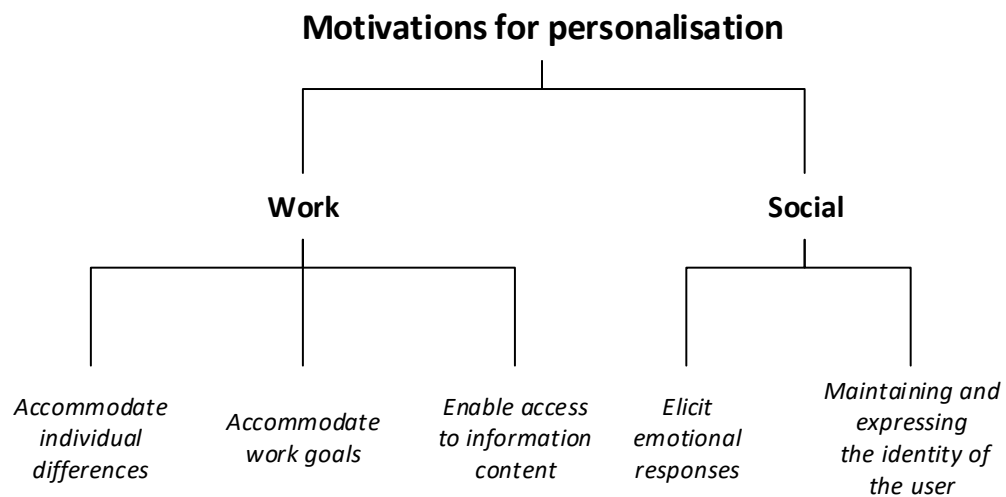 Motivations for personalisation
Work
Social
Accommodate
individual
differences
Accommodate
work goals
Enable access
to information
content
Elicit
emotional
responses
Maintaining and
expressing
the identity of
the user